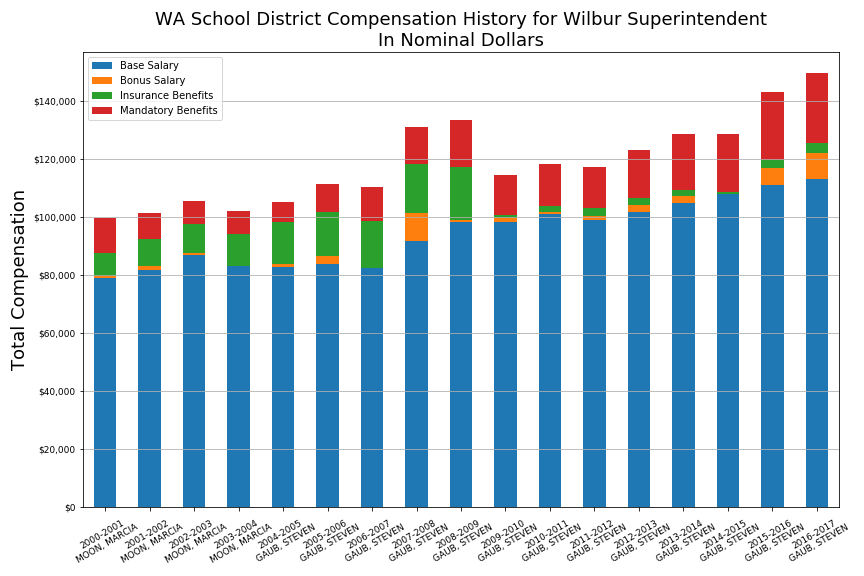 WA School District Compensation History for Wilbur Superintendent
In Nominal Dollars
Base Salary
Bonus Salary
Insurance Benefits
Mandatory Benefits
Total Compensation
$140,000
$120,000
$100,000
$80,000
$60,000
$40,000
$20,000
$0
2000-2001
MOON, MARCIA
2001-2002
MOON, MARCIA
2002-2003
MOON, MARCIA
2003-2004
MOON, MARCIA
2004-2005
GAUB, STEVEN
2005-2006
GAUB, STEVEN
2006-2007
GAUB, STEVEN
2007-2008
GAUB, STEVEN
2008-2009
GAUB, STEVEN
2009-2010
GAUB, STEVEN
2010-2011
GAUB, STEVEN
2011-2012
GAUB, STEVEN
2012-2013
GAUB, STEVEN
2013-2014
GAUB, STEVEN
2014-2015
GAUB, STEVEN
2015-2016
GAUB, STEVEN
2016-2017
GAUB, STEVEN